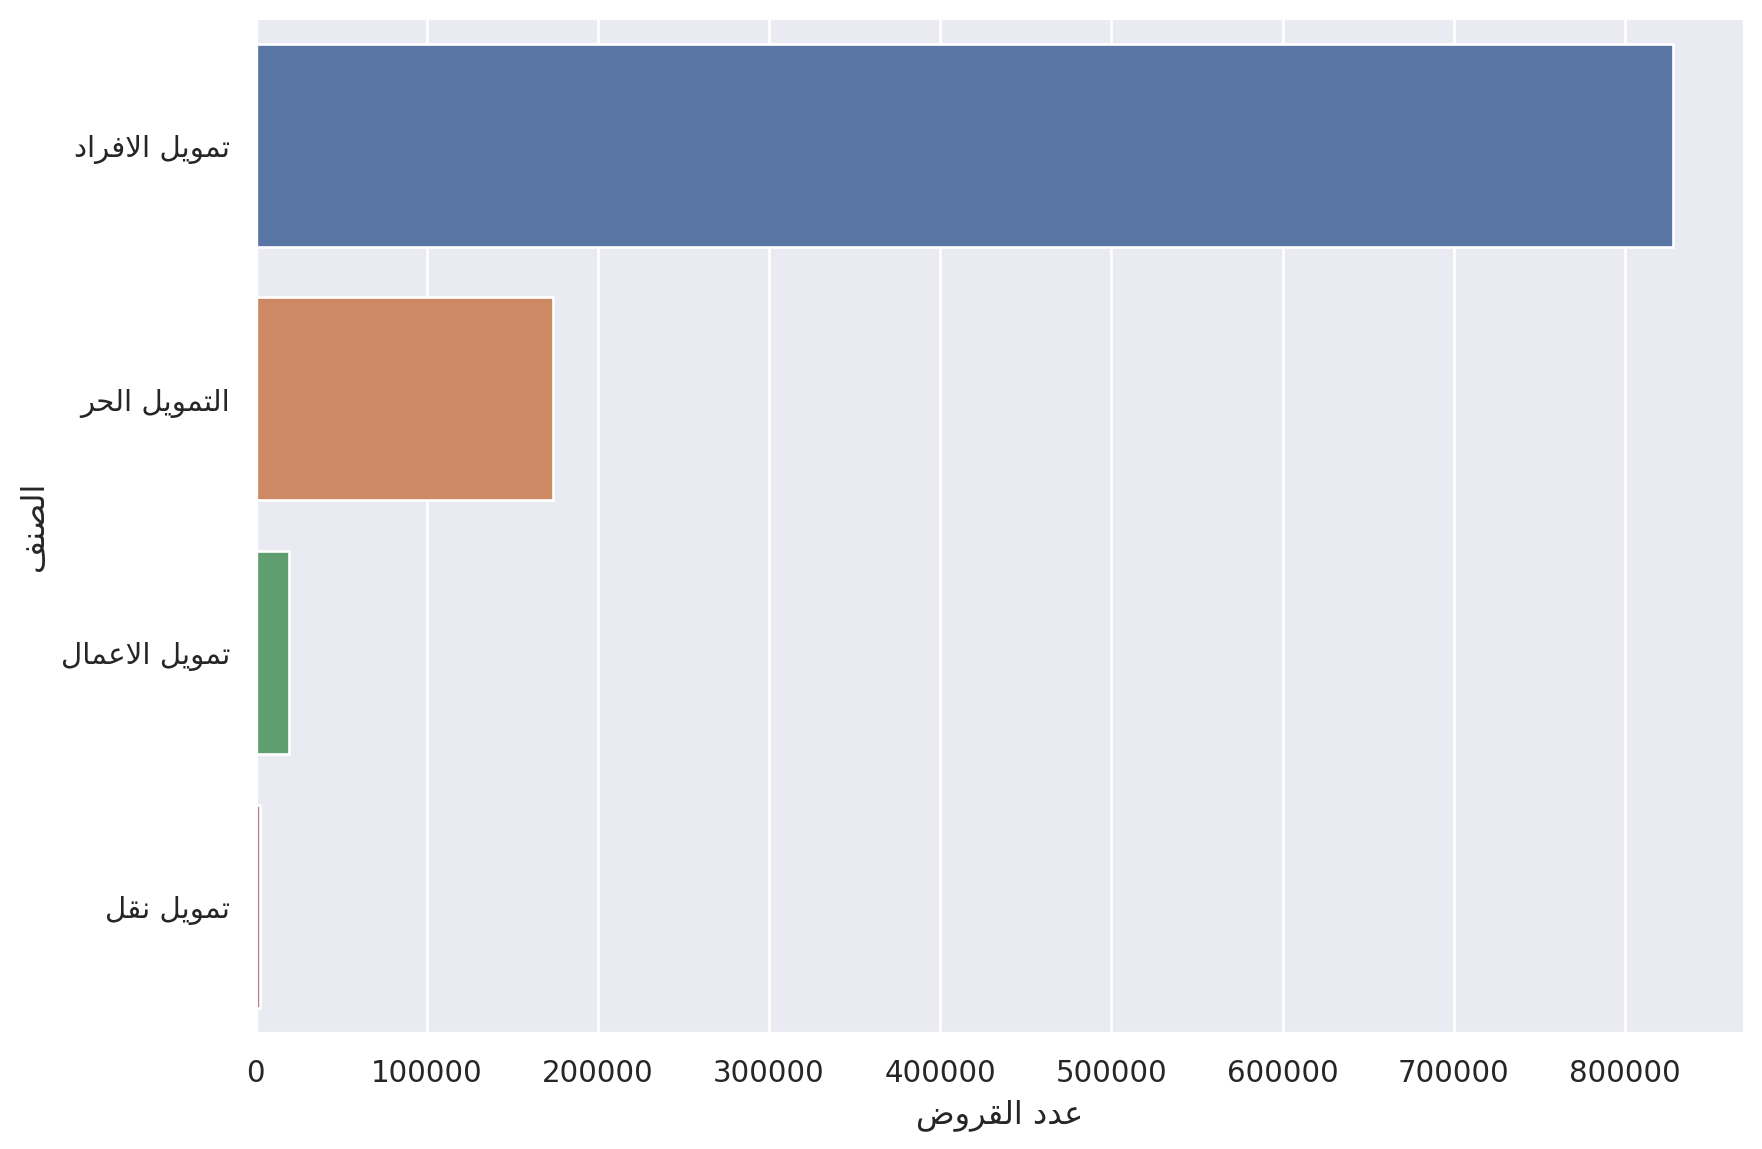 تمويل الافراد
التمويل الحر
تمويل الاعمال
تمويل نقل
الصنف
0 100000 200000 300000 400000 500000 600000 700000 800000
عدد القروض